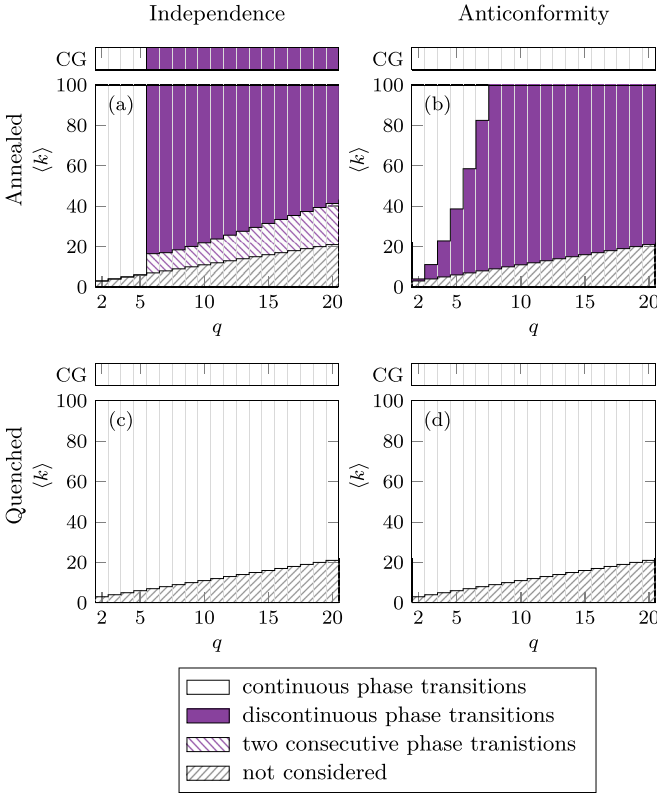 Independence
Anticonformity
CG
CG
Annealed
⟨k⟩
100
80
60
40
20
0
(a)
2 5 10 15 20
q
⟨k⟩
100
80
60
40
20
0
(b)
2 5 10 15 20
q
CG
CG
Quenched
⟨k⟩
100
80
60
40
20
0
(c)
2 5 10 15 20
q
⟨k⟩
100
80
60
40
20
0
(d)
2 5 10 15 20
q
continuous phase transitions
discontinuous phase transitions
two consecutive phase tranistions
not considered